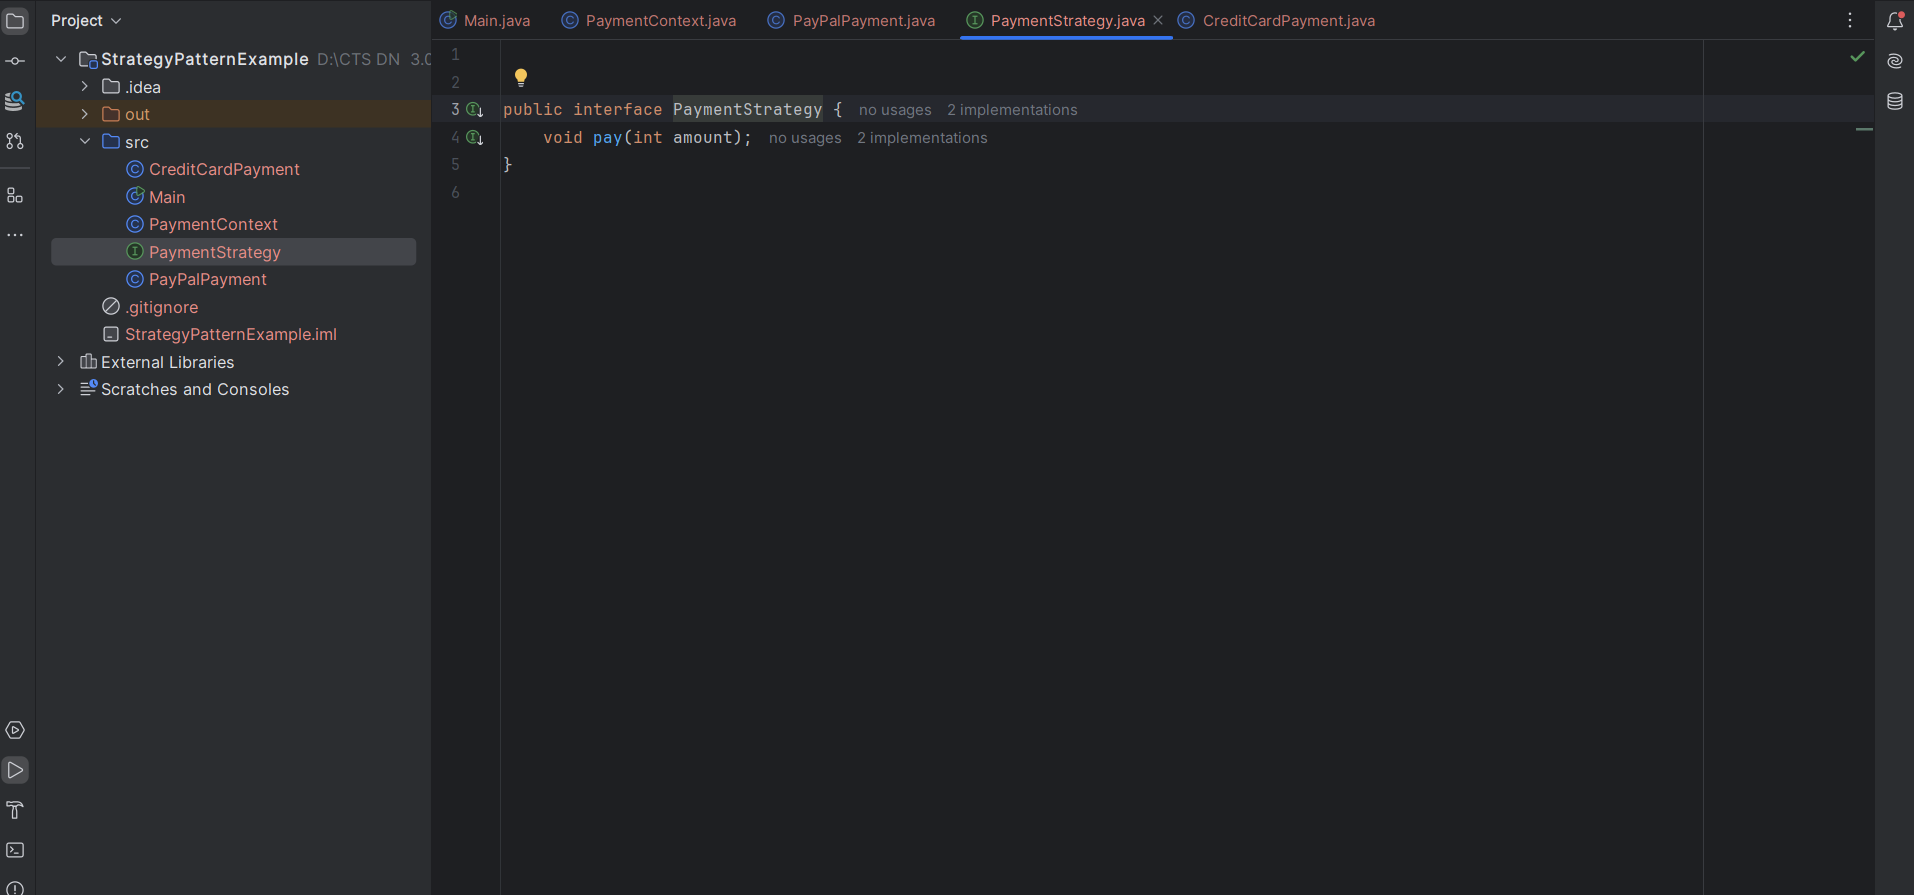 Project
StrategyPatternExample D:\CTS DN 3.0
.idea
out
src
CreditCardPayment
Main
PaymentContext
PaymentStrategy
PayPalPayment
.gitignore
StrategyPatternExample.iml
External Libraries
Scratches and Consoles
Main.java PaymentContext.java PayPalPayment.java PaymentStrategy.java CreditCardPayment.java
1
2
3 public interface PaymentStrategy { no usages 2 implementations
4 void pay(int amount); no usages 2 implementations
5 }
6